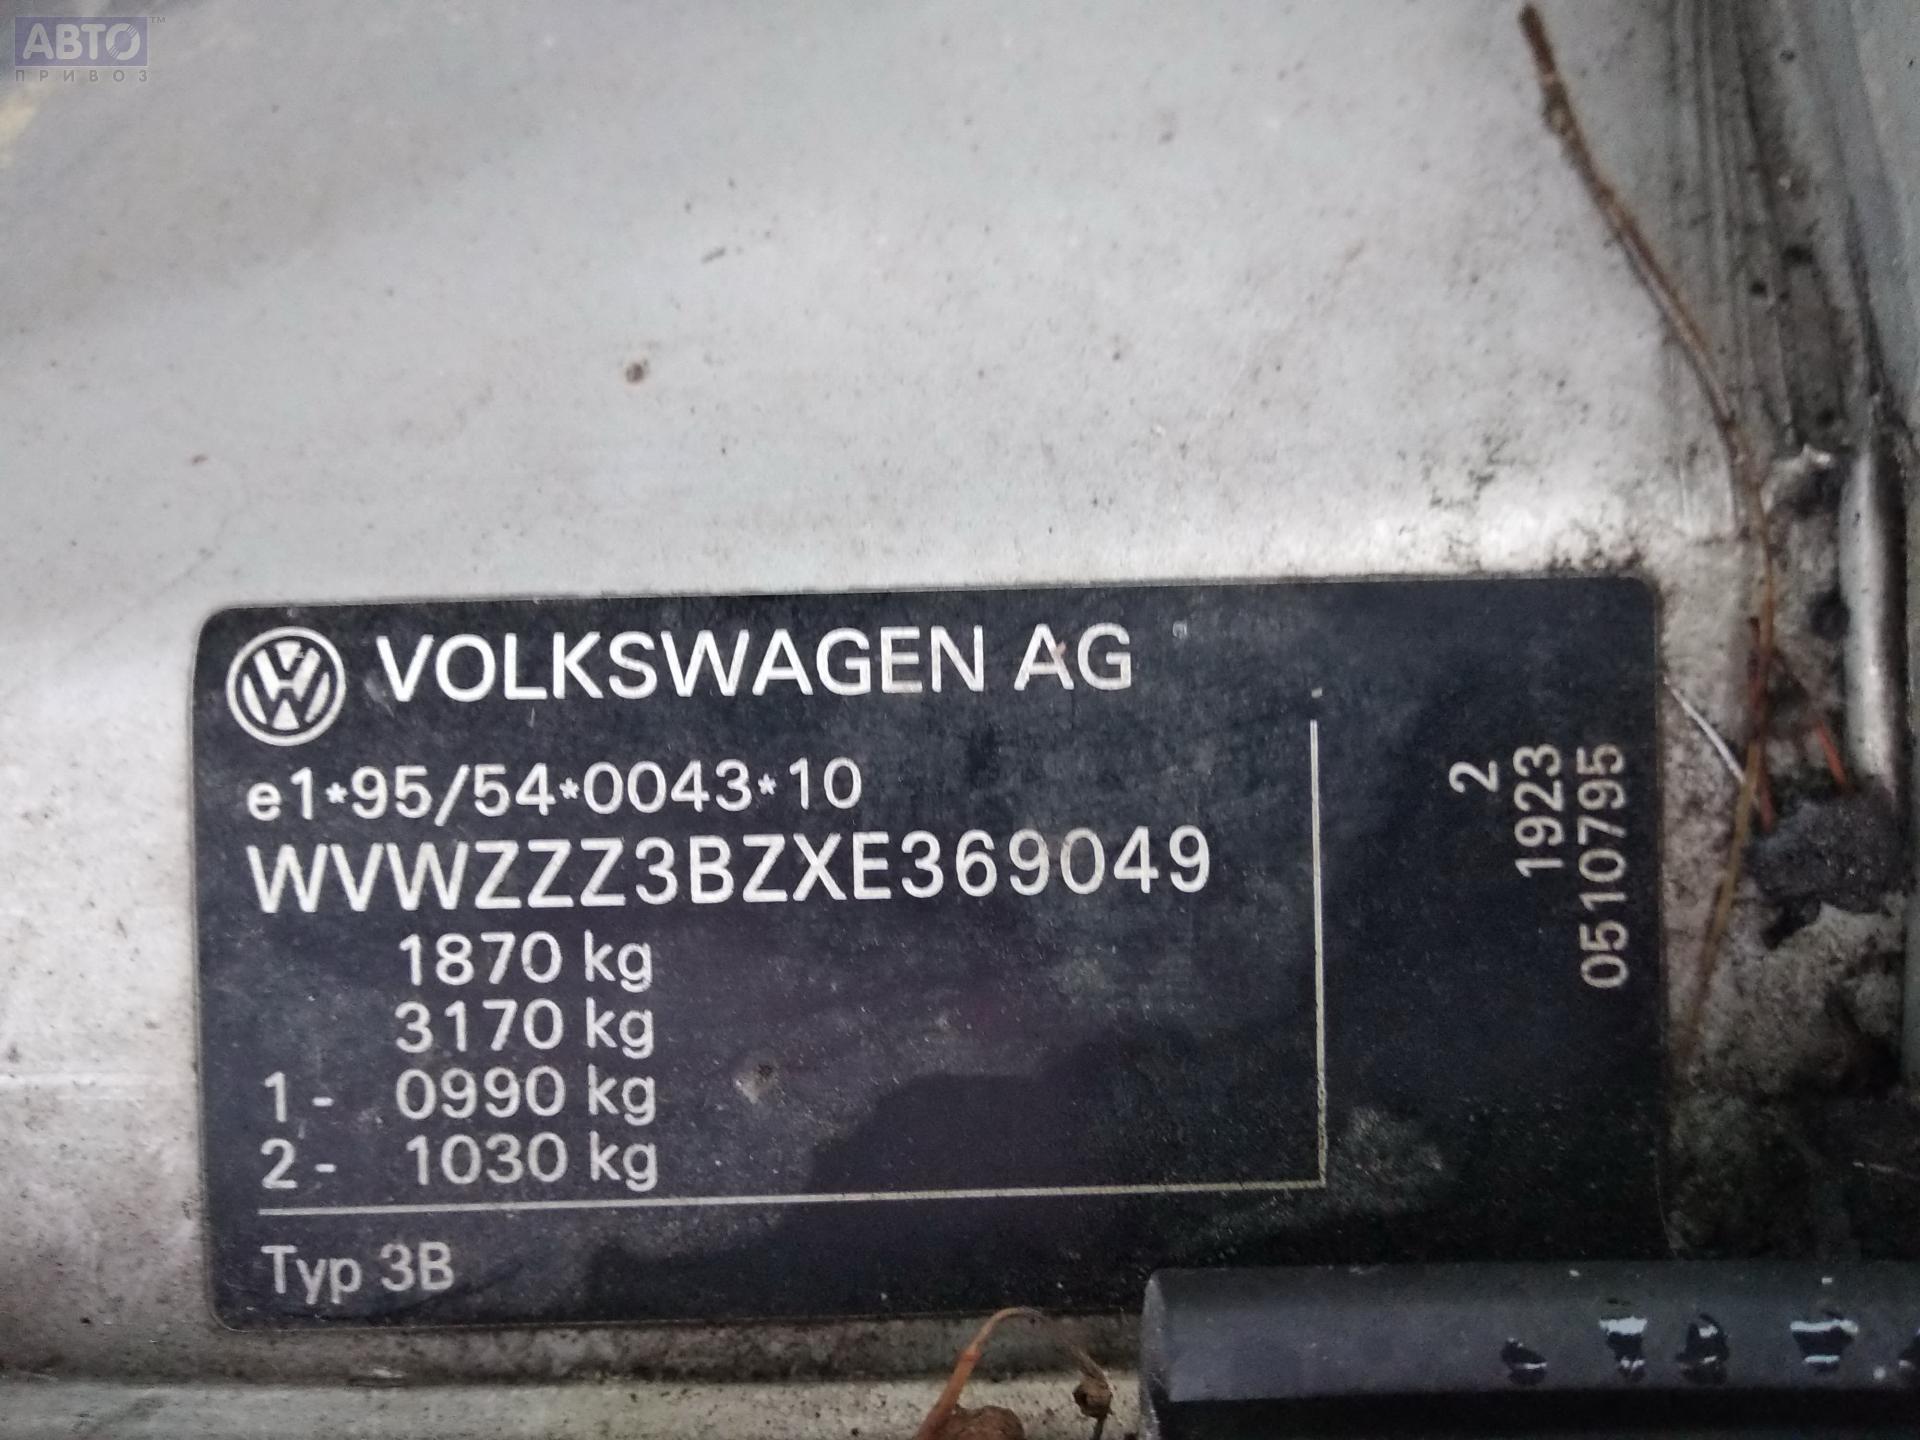 АВТО™
ПРИВОЗ
VOLKSWAGEN AG
e1*95/54*0043*10
WVWZZZ3BZXE369049
1870 kg
3170 kg
1 - 0990 kg
2 - 1030 kg
Typ 3B
2
1923
0510795